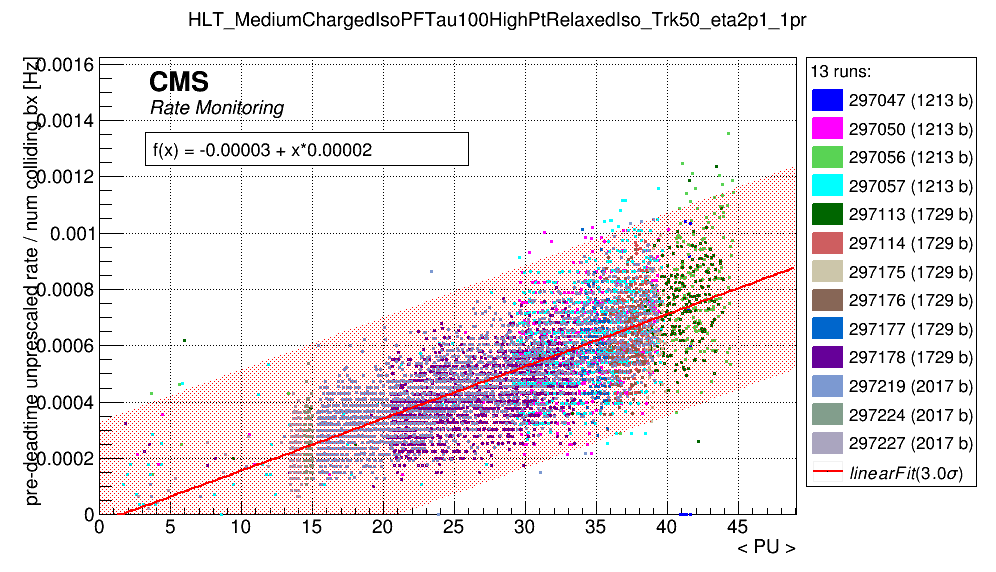 HLT_MediumChargedIsoPFTau100HighPtRelaxedIso_Trk50_eta2p1_1pr
pre-deadtime unprescaled rate / num colliding bx [Hz]
0.0016
0.0014
0.0012
0.001
0.0008
0.0006
0.0004
0.0002
0
CMS
Rate Monitoring
f(x) = -0.00003 + x*0.00002
0 5 10 15 20 25 30 35 40 45
< PU >
13 runs:
297047 (1213 b)
297050 (1213 b)
297056 (1213 b)
297057 (1213 b)
297113 (1729 b)
297114 (1729 b)
297175 (1729 b)
297176 (1729 b)
297177 (1729 b)
297178 (1729 b)
297219 (2017 b)
297224 (2017 b)
297227 (2017 b)
linearFit(3.0σ)